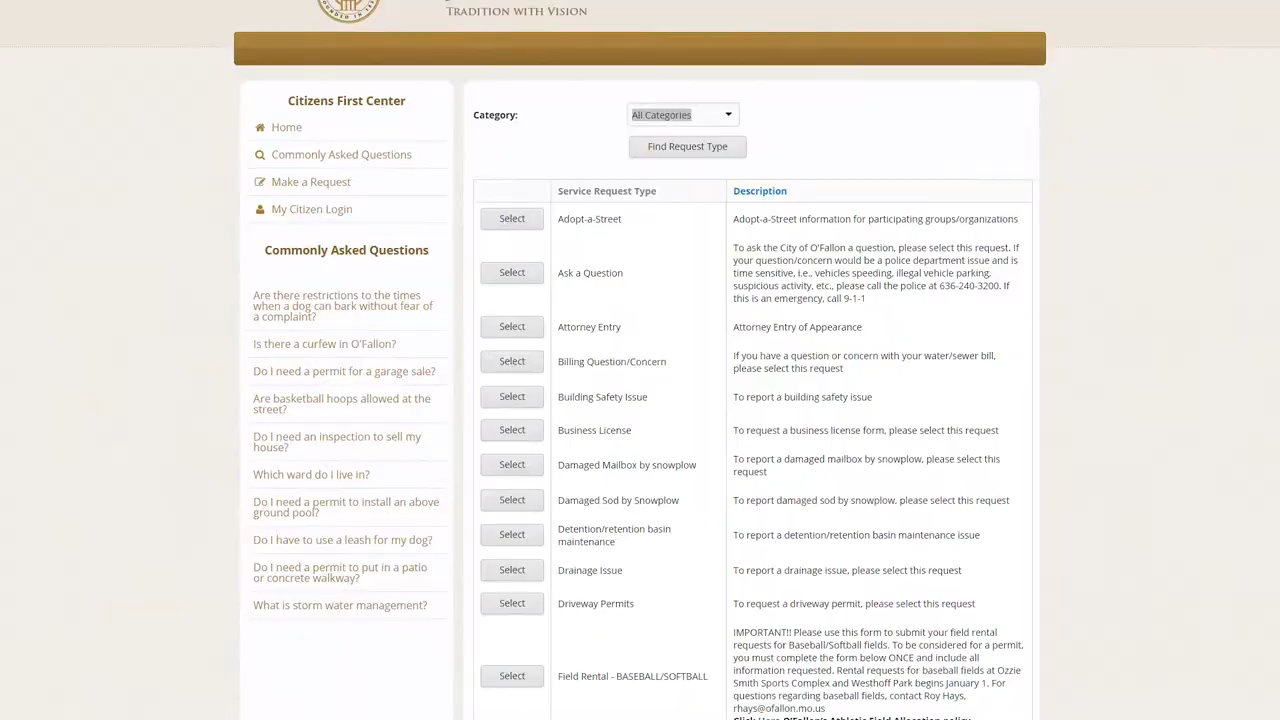 Tradition with Vision
Citizens First Center
Home
Commonly Asked Questions
Make a Request
My Citizen Login
Commonly Asked Questions
Are there restrictions to the
times when a dog can bark without fear of
a complaint?
Is there a curfew in O'Fallon?
Do I need a permit for a garage sale?
Are basketball hoops allowed at the
street?
Do I need an inspection to sell my
house?
Which ward do I live in?
Do I need a permit to install an above
ground pool?
Do I have to use a leash for my dog?
Do I need a permit to put in a patio
or concrete walkway?
What is storm water management?
Category:
All Categories
Find Request Type
Service Request Type
Description
Select
Adopt-a-Street
Adopt-a-Street information for participating groups/organizations
Select
Ask a Question
To ask the City of O'Fallon a question, please select this request. If
your question/concern would be a police department issue and is
time sensitive, i.e., vehicles speeding, illegal vehicle parking,
suspicious activity, etc., please call the police at 636-240-3200. If
this is an emergency, call 9-1-1
Select
Attorney Entry
Attorney Entry of Appearance
Select
Billing Question/Concern
If you have a question or concern with your water/sewer bill,
please select this request
Select
Building Safety Issue
To report a building safety issue
Select
Business License
To request a business license form, please select this request
Select
Damaged Mailbox by snowplow
To report a damaged mailbox by snowplow, please select this
request
Select
Damaged Sod by Snowplow
To report damaged sod by snowplow, please select this request
Select
Detention/retention basin
maintenance
To report a detention/retention basin maintenance issue
Select
Drainage Issue
To report a drainage issue, please select this request
Select
Driveway Permits
To request a driveway permit, please select this request
Select
Field Rental - BASEBALL/SOFTBALL
IMPORTANT!! Please use this form to submit your field rental
requests for Baseball/Softball fields. To be considered for a permit,
you must complete the form below ONCE and include all
information requested. Rental requests for baseball fields at Ozzie
Smith Sports Complex and Westhoff Park begins January 1. For
questions regarding baseball fields, contact Roy Hays,
rhays@ofallon.mo.us
Click Here O'Fallon's Athletic Field Allocation policy